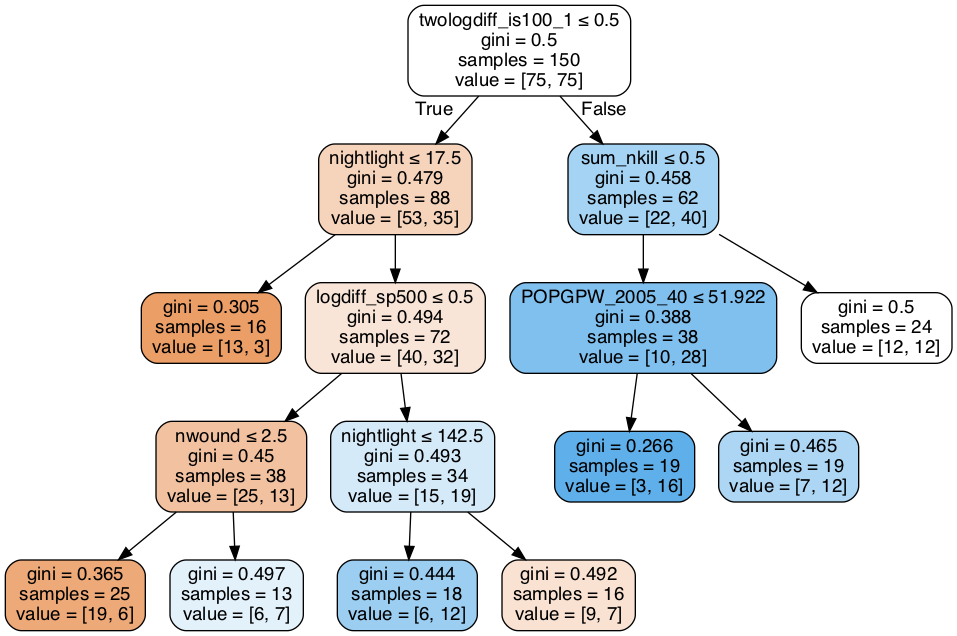 twologdiff_is100_1 ≤ 0.5
gini = 0.5
samples = 150
value = [75, 75]
True
False
nightlight ≤ 17.5
gini = 0.479
samples = 88
value = [53, 35]
sum_nkill ≤ 0.5
gini = 0.458
samples = 62
value = [22, 40]
gini = 0.305
samples = 16
value = [13, 3]
logdiff_sp500 ≤ 0.5
gini = 0.494
samples = 72
value = [40, 32]
POPGPW_2005_40 ≤ 51.922
gini = 0.388
samples = 38
value = [10, 28]
gini = 0.5
samples = 24
value = [12, 12]
nwound ≤ 2.5
gini = 0.45
samples = 38
value = [25, 13]
nightlight ≤ 142.5
gini = 0.493
samples = 34
value = [15, 19]
gini = 0.266
samples = 19
value = [3, 16]
gini = 0.465
samples = 19
value = [7, 12]
gini = 0.365
samples = 25
value = [19, 6]
gini = 0.497
samples = 13
value = [6, 7]
gini = 0.444
samples = 18
value = [6, 12]
gini = 0.492
samples = 16
value = [9, 7]